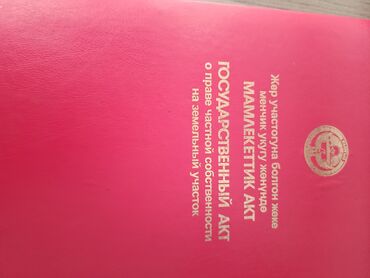 Жер участогуна болгон жеке
менчик укугу жөнүндө
МАМЛЕКЕТТИК АКТ
ГОСУДАРСТВЕННЫЙ АКТ
о праве частной собственности
на земельный участок